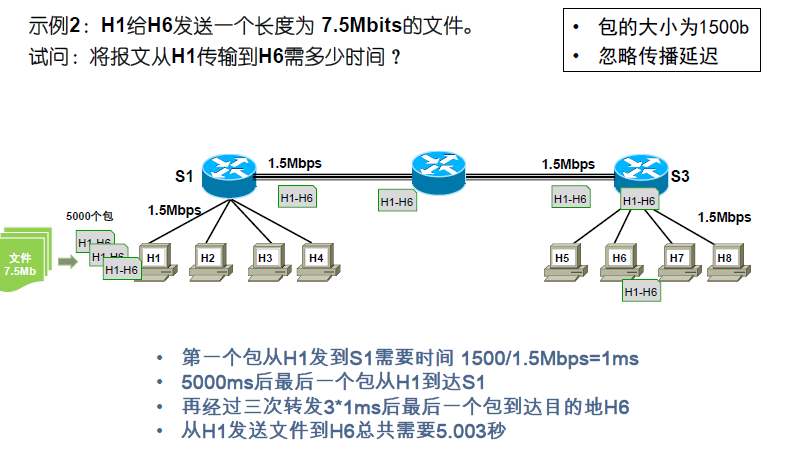 示例2：H1给H6发送一个长度为 7.5Mbits的文件。
试问：将报文从H1传输到H6需多少时间？
• 包的大小为1500b
• 忽略传播延迟
1.5Mbps
1.5Mbps
S1
S3
H1-H6
H1-H6
H1-H6
H1-H6
5000个包
1.5Mbps
1.5Mbps
文件
7.5Mb
H1-H6
H1-H6
H1-H6
H1
H2
H3
H4
H5
H6
H7
H8
H1-H6
• 第一个包从H1发到S1需要时间 1500/1.5Mbps=1ms
• 5000ms后最后一个包从H1到达S1
• 再经过三次转发3*1ms后最后一个包到达目的地H6
• 从H1发送文件到H6总共需要5.003秒